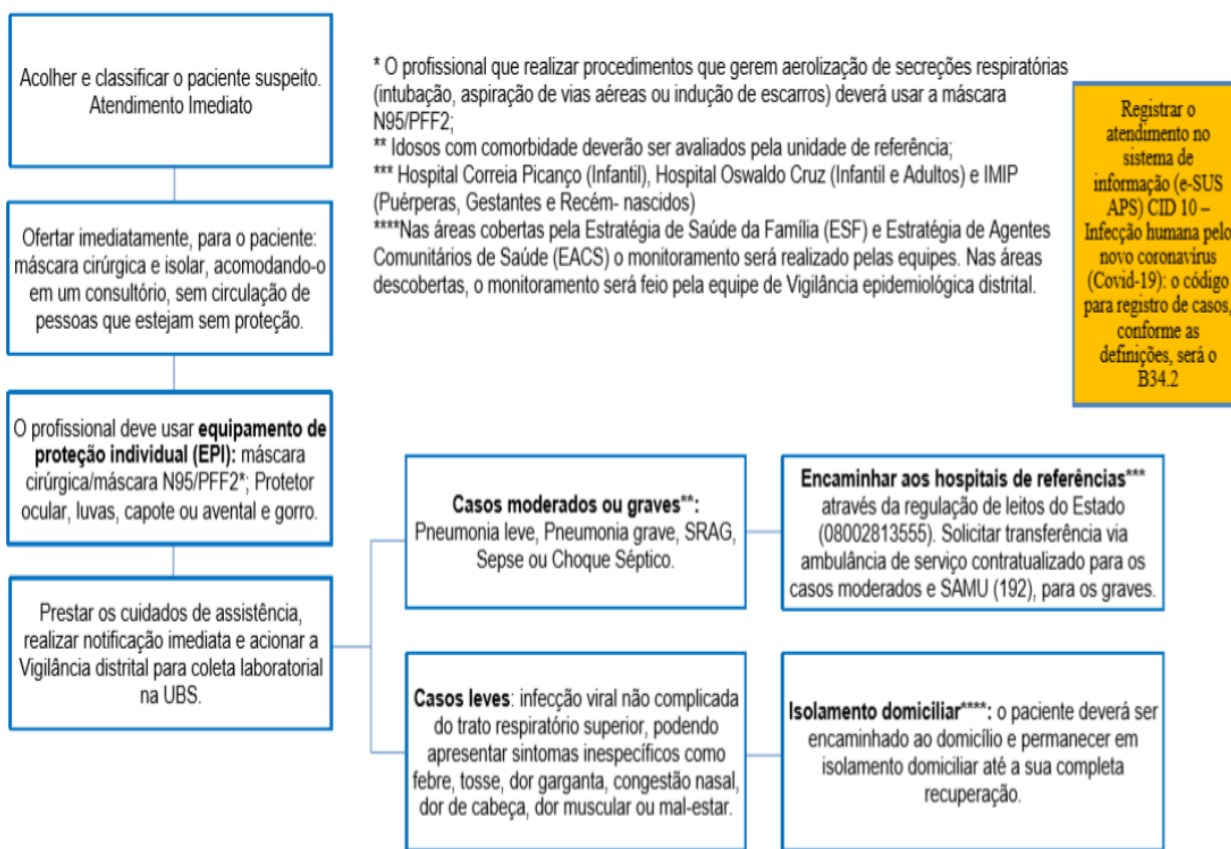 Acolher e classificar o paciente suspeito.
Atendimento Imediato
Ofertar imediatamente, para o paciente:
máscara cirúrgica e isolar, acomodando-o
em um consultório, sem circulação de
pessoas que estejam sem proteção.
O profissional deve usar equipamento de
proteção individual (EPI): máscara
cirúrgica/máscara N95/PFF2*; Protetor
ocular, luvas, capote ou avental e gorro.
Prestar os cuidados de assistência,
realizar notificação imediata e acionar a
Vigilância distrital para coleta laboratorial
na UBS.
* O profissional que realizar procedimentos que gerem aerolização de secreções respiratórias
(intubação, aspiração de vias aéreas ou indução de escarros) deverá usar a máscara
N95/PFF2;
** Idosos com comorbidade deverão ser avaliados pela unidade de referência;
*** Hospital Correia Picanço (Infantil), Hospital Oswaldo Cruz (Infantil e Adultos) e IMIP
(Puérperas, Gestantes e Recém- nascidos)
****Nas áreas cobertas pela Estratégia de Saúde da Família (ESF) e Estratégia de Agentes
Comunitários de Saúde (EACS) o monitoramento será realizado pelas equipes. Nas áreas
descobertas, o monitoramento será feio pela equipe de Vigilância epidemiológica distrital.
Registrar o
atendimento no
sistema de
informação (e-SUS
APS) CID 10 –
Infecção humana pelo
novo coronavírus
(Covid-19): o código
para registro de casos,
conforme as
definições, será o
B34.2
Casos moderados ou graves**:
Pneumonia leve, Pneumonia grave, SRAG,
Sepse ou Choque Séptico.
Encaminhar aos hospitais de referências***
através da regulação de leitos do Estado
(08002813555). Solicitar transferência via
ambulância de serviço contratualizado para os
casos moderados e SAMU (192), para os graves.
Casos leves: infecção viral não complicada
do trato respiratório superior, podendo
apresentar sintomas inespecíficos como
febre, tosse, dor garganta, congestão nasal,
dor de cabeça, dor muscular ou mal-estar.
Isolamento domiciliar****: o paciente deverá ser
encaminhado ao domicílio e permanecer em
isolamento domiciliar até a sua completa
recuperação.